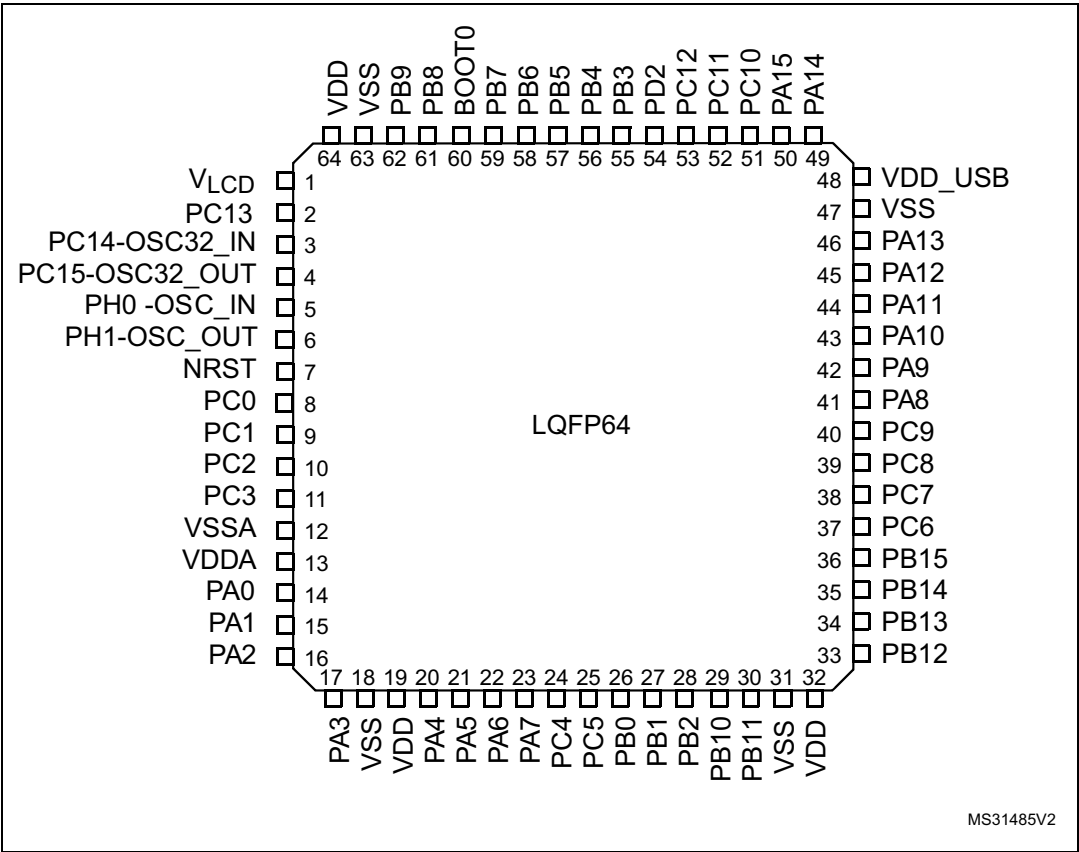 VDD
VSS
PB9
PB8
BOOT0
PB7
PB6
PB5
PB4
PB3
PD2
PC12
PC11
PC10
PA15
PA14
64 63 62 61 60 59 58 57 56 55 54 53 52 51 50 49
VLCD 1
PC13 2
PC14-OSC32_IN 3
PC15-OSC32_OUT 4
PH0 -OSC_IN 5
PH1-OSC_OUT 6
NRST 7
PC0 8
PC1 9
PC2 10
PC3 11
VSSA 12
VDDA 13
PA0 14
PA1 15
PA2 16
LQFP64
48 VDD_USB
47 VSS
46 PA13
45 PA12
44 PA11
43 PA10
42 PA9
41 PA8
40 PC9
39 PC8
38 PC7
37 PC6
36 PB15
35 PB14
34 PB13
33 PB12
17 18 19 20 21 22 23 24 25 26 27 28 29 30 31 32
PA3
VSS
VDD
PA4
PA5
PA6
PA7
PC4
PC5
PB0
PB1
PB2
PB10
PB11
VSS
VDD
MS31485V2